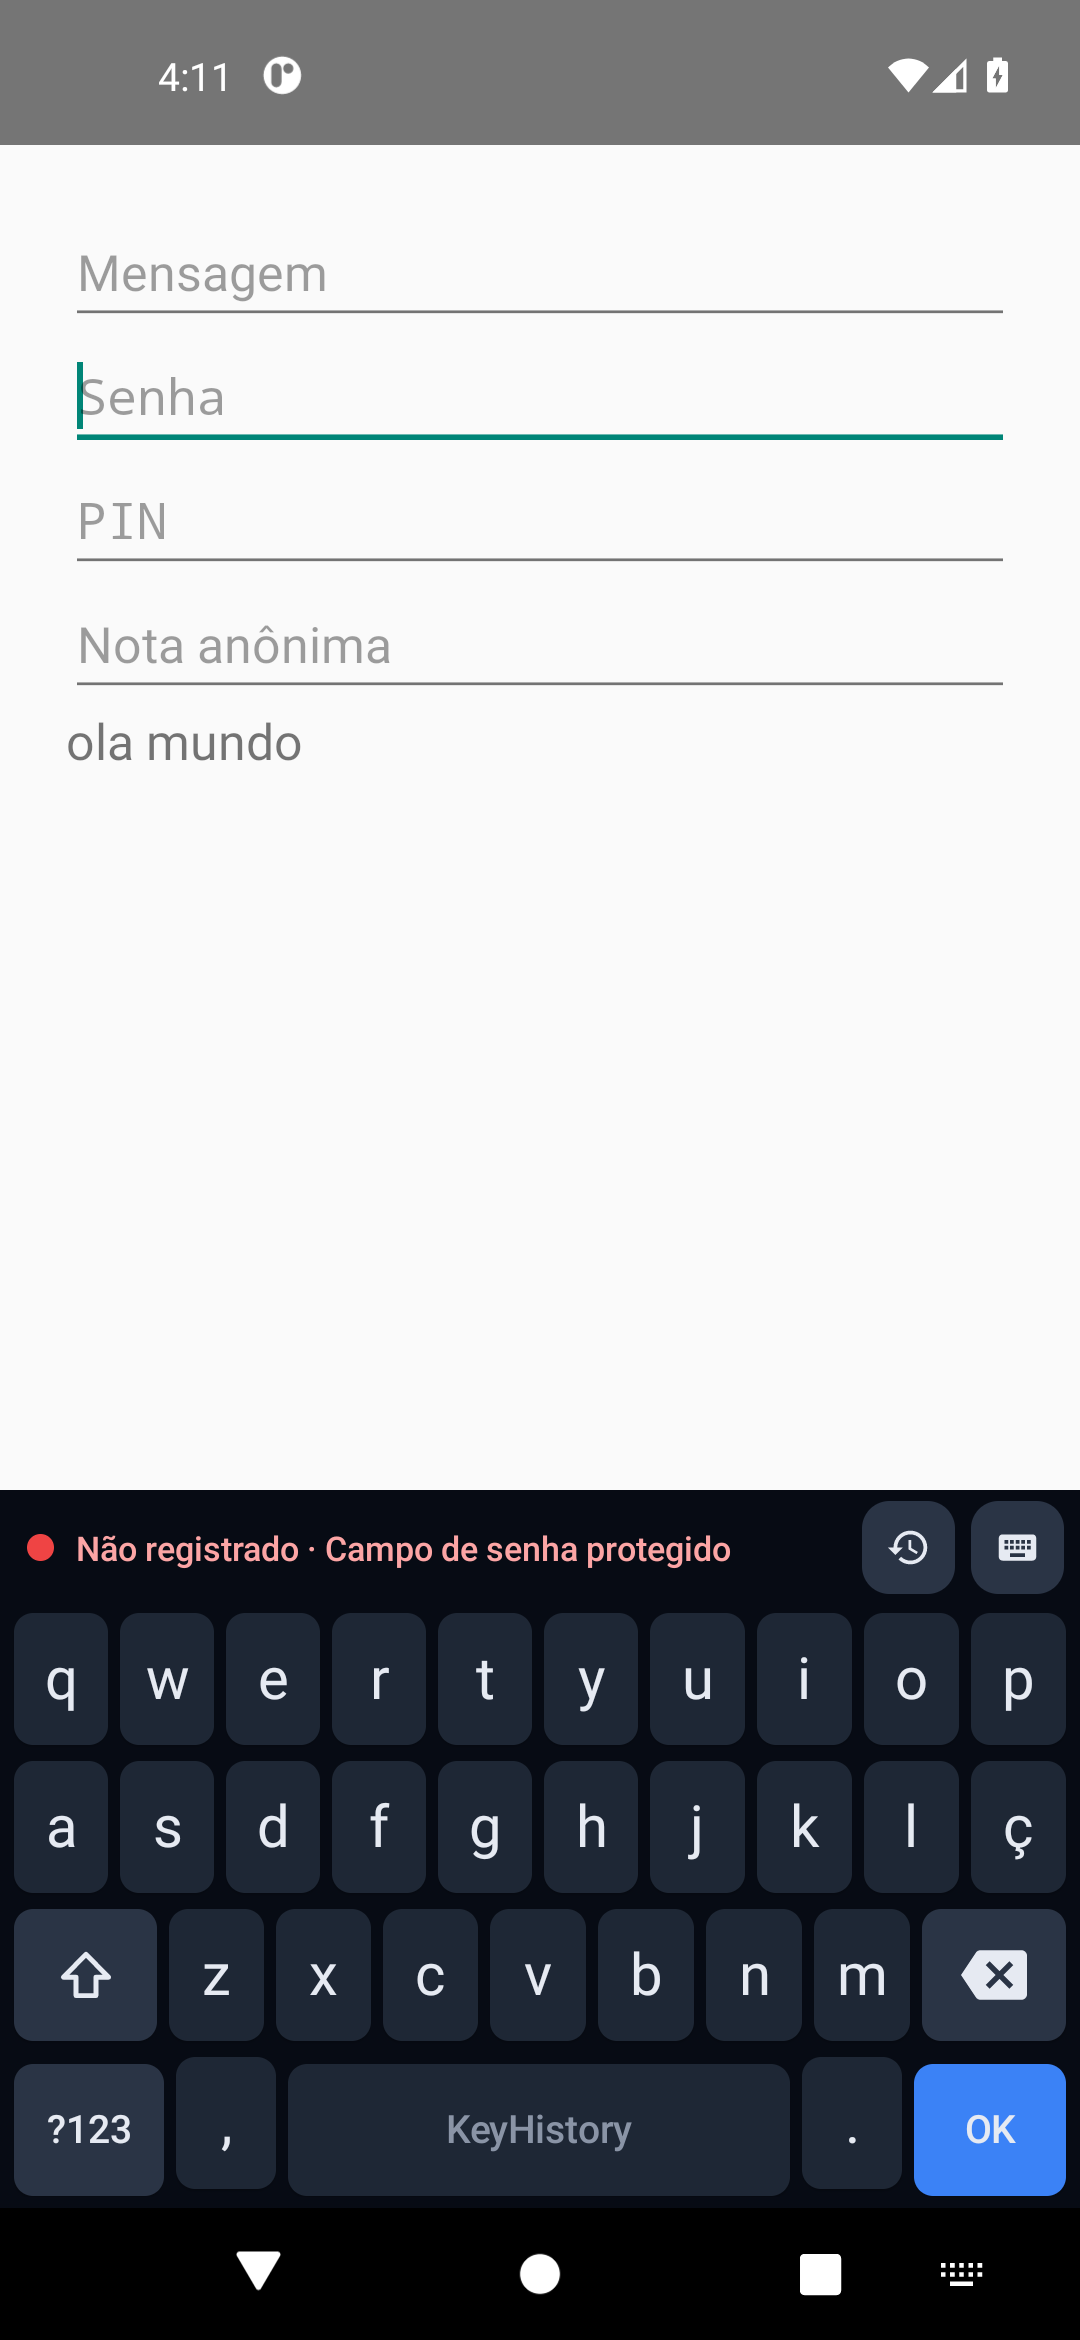 4:11
Mensagem
Senha
PIN
Nota anônima
ola mundo
Não registrado · Campo de senha protegido
q w e r t y u i o p
a s d f g h j k l ç
z x c v b n m
?123 , KeyHistory . OK